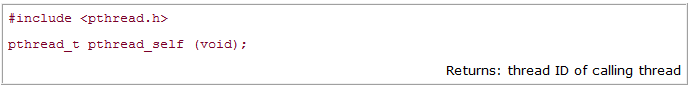 #include <pthread.h>
pthread_t pthread_self (void);
Returns: thread ID of calling thread